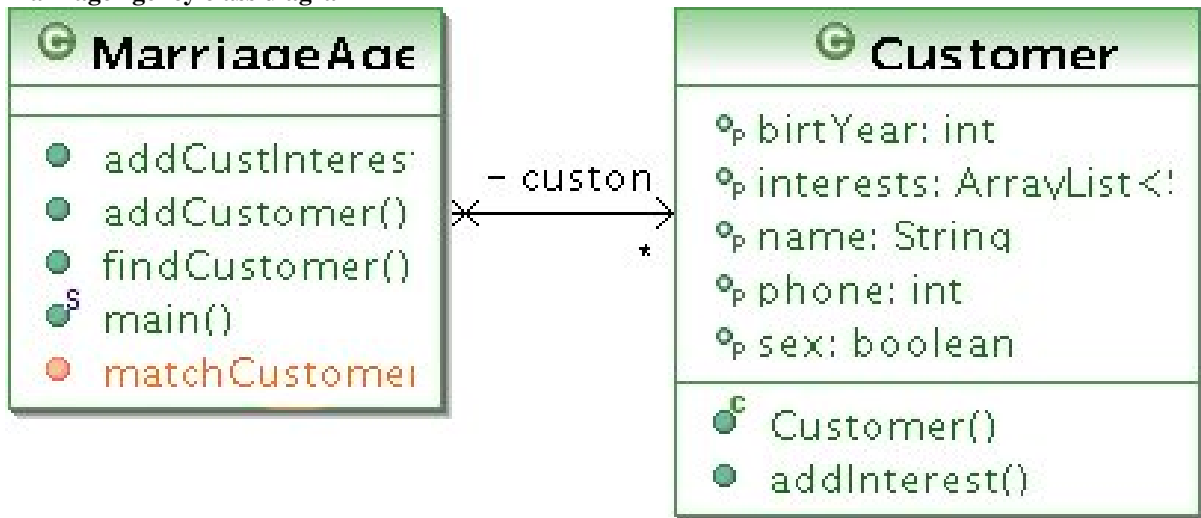 MarriageAge
addCustInterest
addCustomer()
findCustomer()
S
main()
matchCustomer
- custon
*
Customer
P birtYear: int
P interests: ArrayList<
P name: String
P phone: int
P sex: boolean
C
Customer()
addInterest()